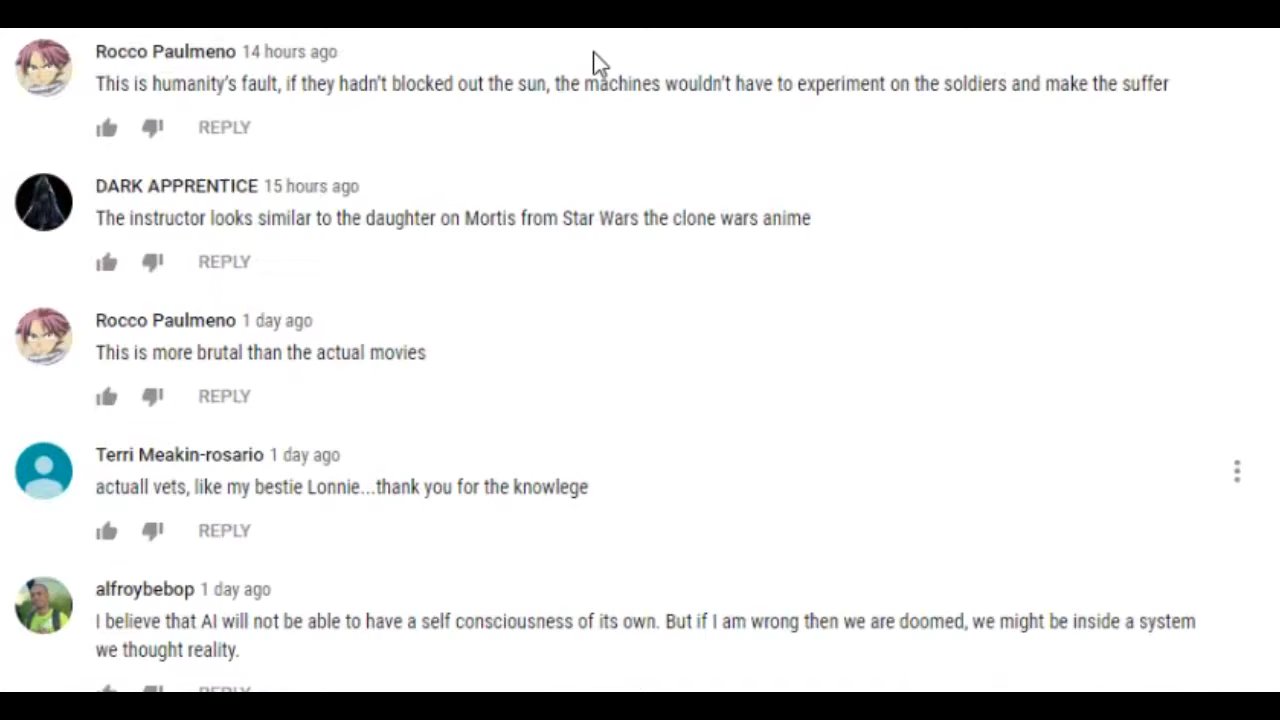 Rocco Paulmeno 14 hours ago
This is humanity's fault, if they hadn't blocked out the sun, the machines wouldn't have to experiment on the soldiers and make the suffer
REPLY
DARK APPRENTICE 15 hours ago
The instructor looks similar to the daughter on Mortis from Star Wars the clone wars anime
REPLY
Rocco Paulmeno 1 day ago
This is more brutal than the actual movies
REPLY
Terri Meakin-rosario 1 day ago
actuall vets, like my bestie Lonnie...thank you for the knowlege
REPLY
alfroybebop 1 day ago
I believe that AI will not be able to have a self consciousness of its own. But if I am wrong then we are doomed, we might be inside a system
we thought reality.
REPLY